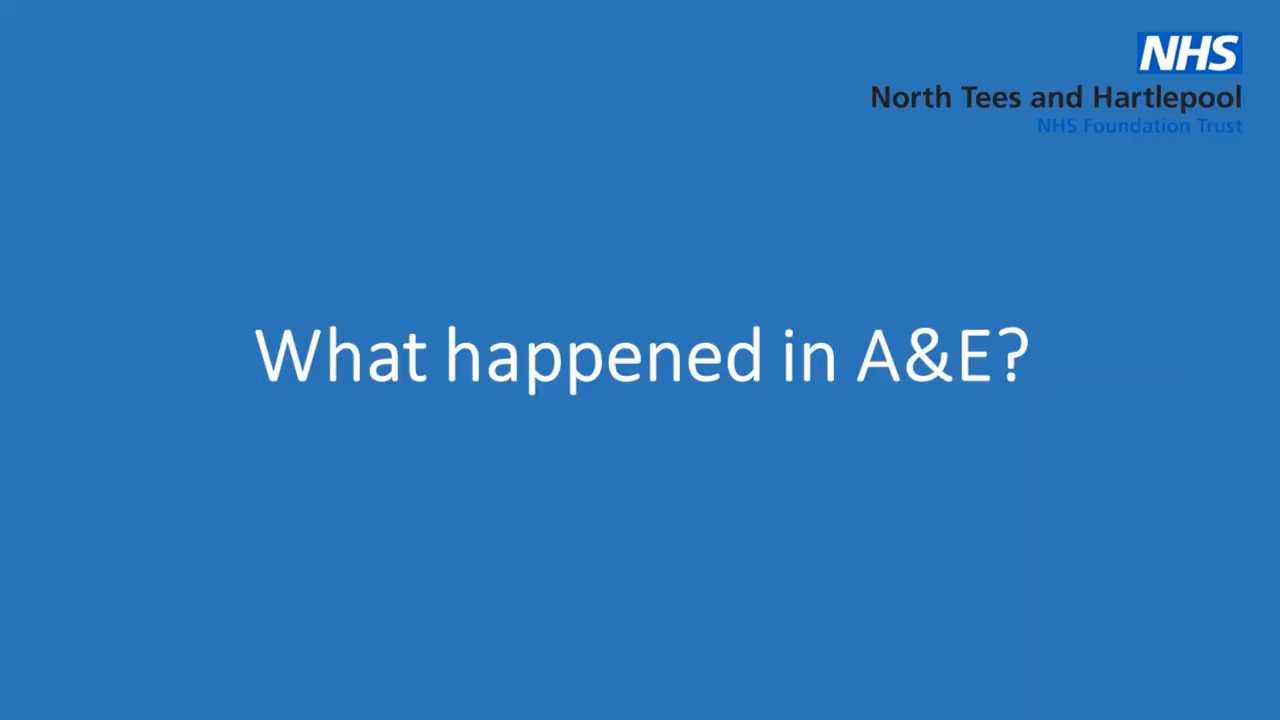 NHS
North Tees and Hartlepool
NHS Foundation Trust
What happened in A&E?